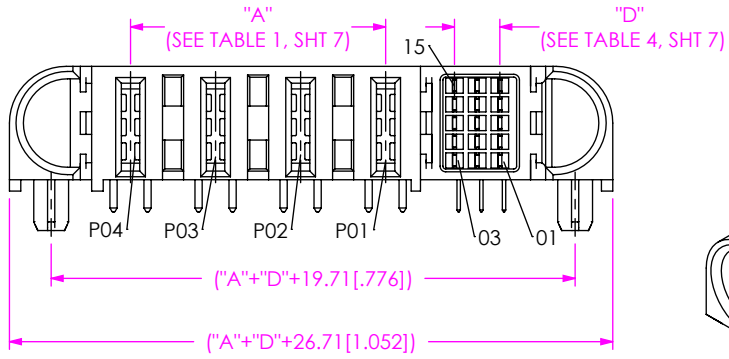 "A"
(SEE TABLE 1, SHT 7)
"D"
(SEE TABLE 4, SHT 7)
15
P04
P03
P02
P01
03
01
("A"+"D"+19.71[.776])
("A"+"D"+26.71[1.052])